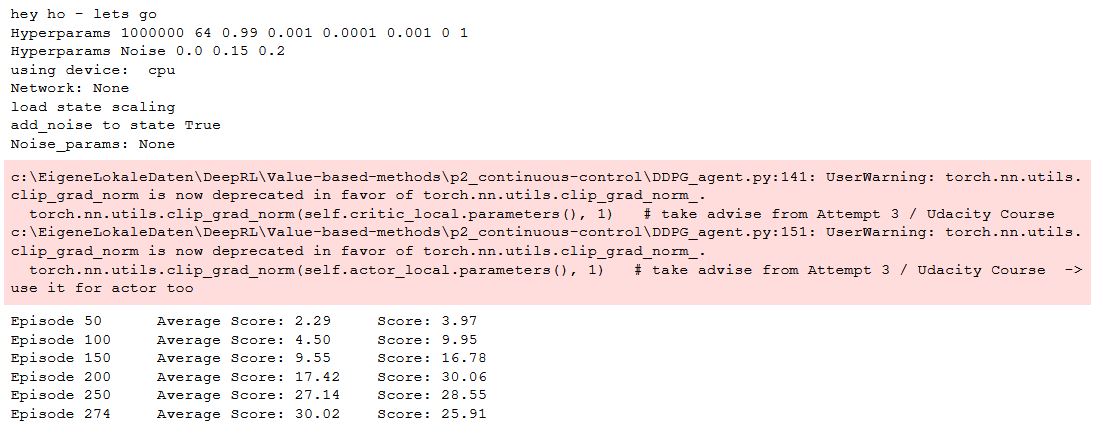 hey ho - lets go
Hyperparams 1000000 64 0.99 0.001 0.0001 0.001 0 1
Hyperparams Noise 0.0 0.15 0.2
using device:  cpu
Network: None
load state scaling
add_noise to state True
Noise_params: None
c:\EigeneLokaleDaten\DeepRL\Value-based-methods\p2_continuous-control\DDPG_agent.py:141: UserWarning: torch.nn.utils.
clip_grad_norm is now deprecated in favor of torch.nn.utils.clip_grad_norm_.
  torch.nn.utils.clip_grad_norm(self.critic_local.parameters(), 1)   # take advise from Attempt 3 / Udacity Course
c:\EigeneLokaleDaten\DeepRL\Value-based-methods\p2_continuous-control\DDPG_agent.py:151: UserWarning: torch.nn.utils.
clip_grad_norm is now deprecated in favor of torch.nn.utils.clip_grad_norm_.
  torch.nn.utils.clip_grad_norm(self.actor_local.parameters(), 1)   # take advise from Attempt 3 / Udacity Course  ->
use it for actor too
Episode 50      Average Score: 2.29     Score: 3.97
Episode 100     Average Score: 4.50     Score: 9.95
Episode 150     Average Score: 9.55     Score: 16.78
Episode 200     Average Score: 17.42    Score: 30.06
Episode 250     Average Score: 27.14    Score: 28.55
Episode 274     Average Score: 30.02    Score: 25.91